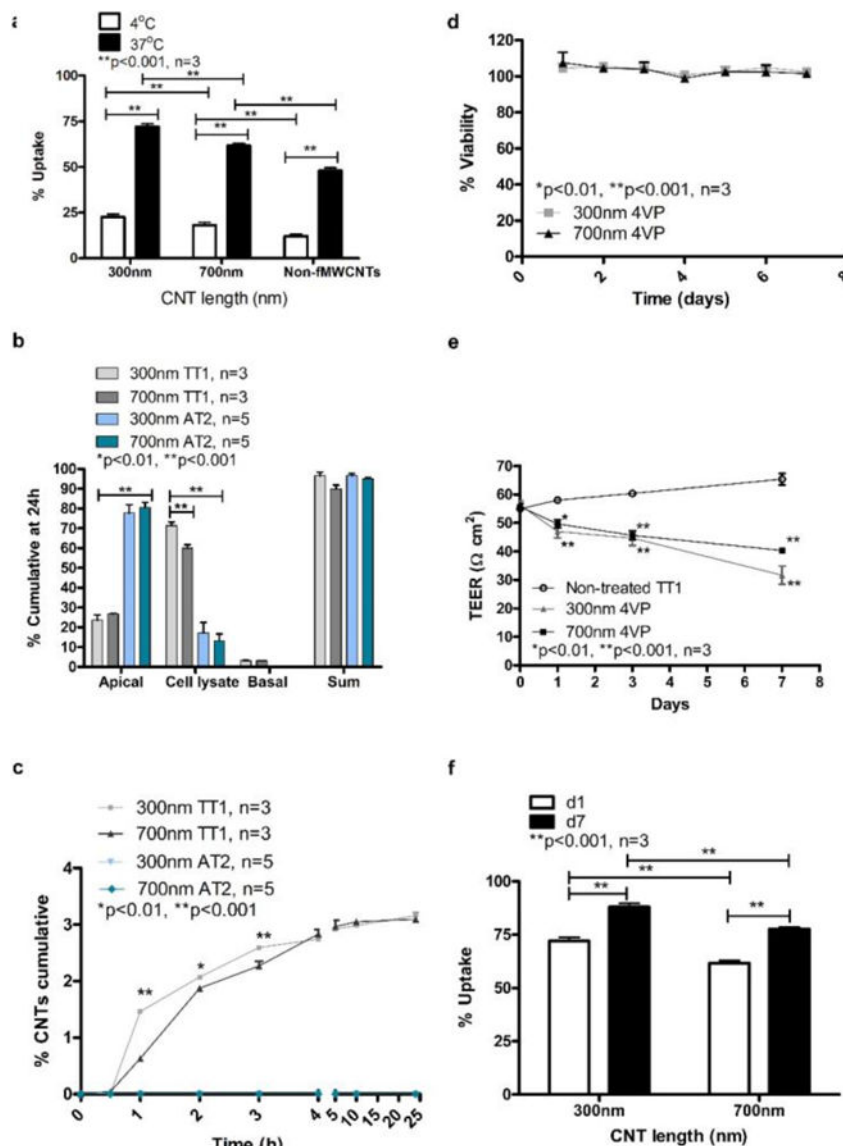 a
4°C
37°C
**p<0.001, n=3
**
**
**
**
**
**
**
100
75
50
25
0
% Uptake
300nm
700nm
Non-fMWCNTs
CNT length (nm)
b
300nm TT1, n=3
700nm TT1, n=3
300nm AT2, n=5
700nm AT2, n=5
*p<0.01, **p<0.001
**
**
**
100
90
80
70
60
50
40
30
20
10
0
% Cumulative at 24h
Apical
Cell lysate
Basal
Sum
c
300nm TT1, n=3
700nm TT1, n=3
300nm AT2, n=5
700nm AT2, n=5
*p<0.01, **p<0.001
**
*
**
4
3
2
1
0
% CNTs cumulative
0 1 2 3 4 5 10 15 20 25
Time (h)
d
120
100
80
60
40
20
0
% Viability
*p<0.01, **p<0.001, n=3
300nm 4VP
700nm 4VP
0 2 4 6 8
Time (days)
e
70
60
50
40
30
20
10
0
TEER (Ω cm²)
*
**
**
**
**
**
Non-treated TT1
300nm 4VP
700nm 4VP
*p<0.01, **p<0.001, n=3
0 1 2 3 4 5 6 7 8
Days
f
d1
d7
**p<0.001, n=3
**
**
**
**
100
75
50
25
0
% Uptake
300nm
700nm
CNT length (nm)